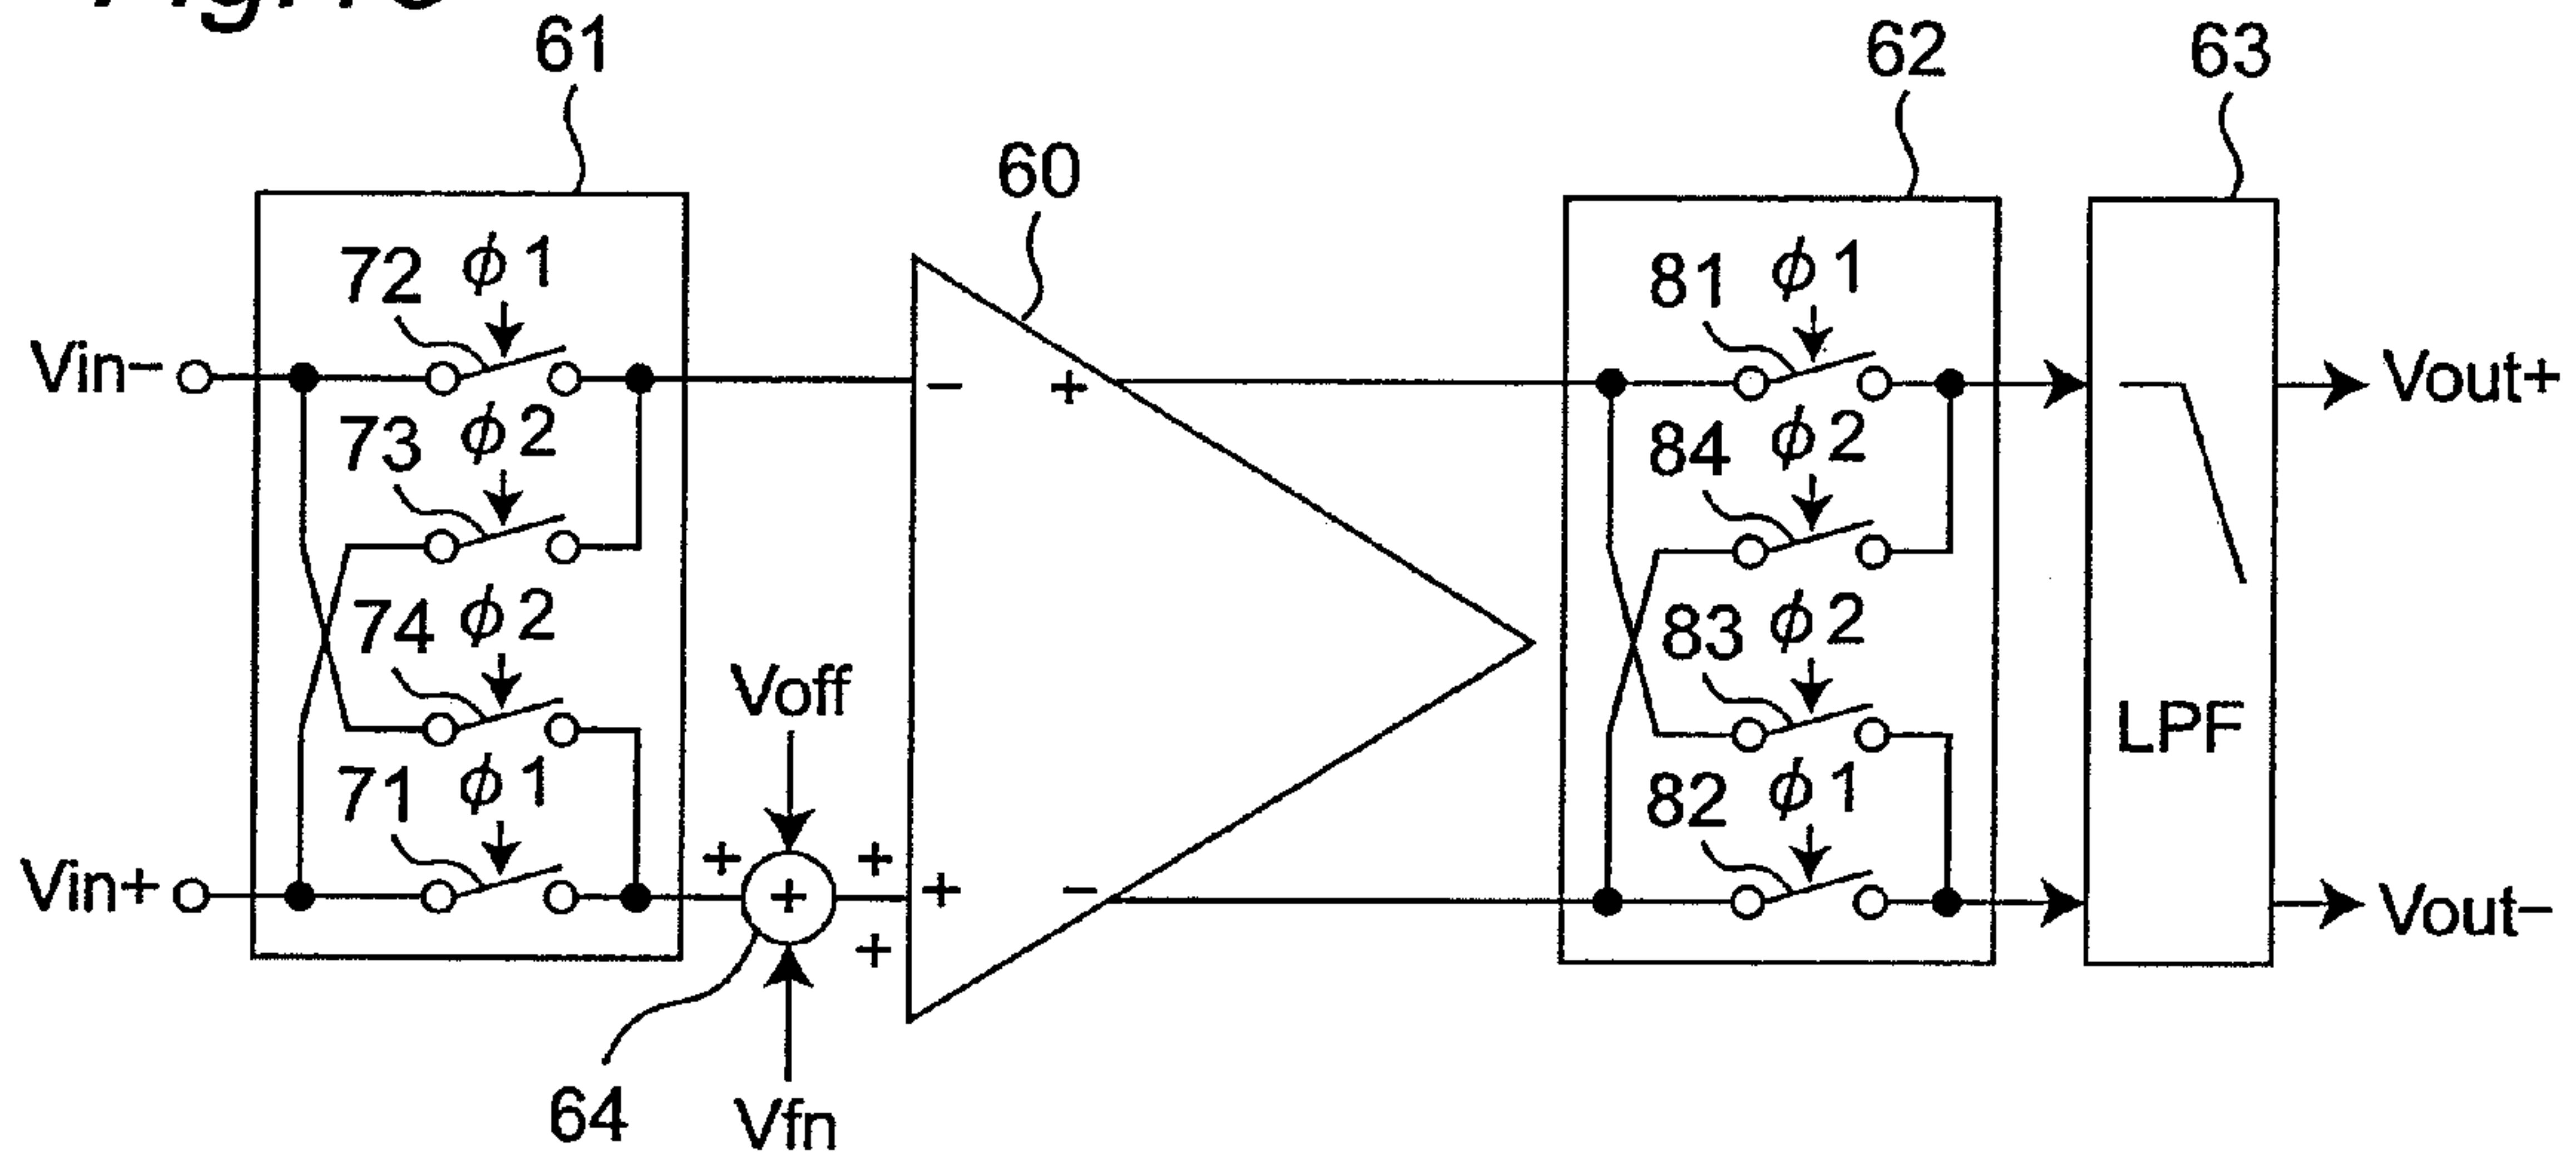 61
62
63
60
72 φ1
81 φ1
Vin−
− +
Vout+
73 φ2
84 φ2
74 φ2
83 φ2
Voff
LPF
71 φ1
82 φ1
Vin+
+ + +
+ −
Vout−
+
64
Vfn